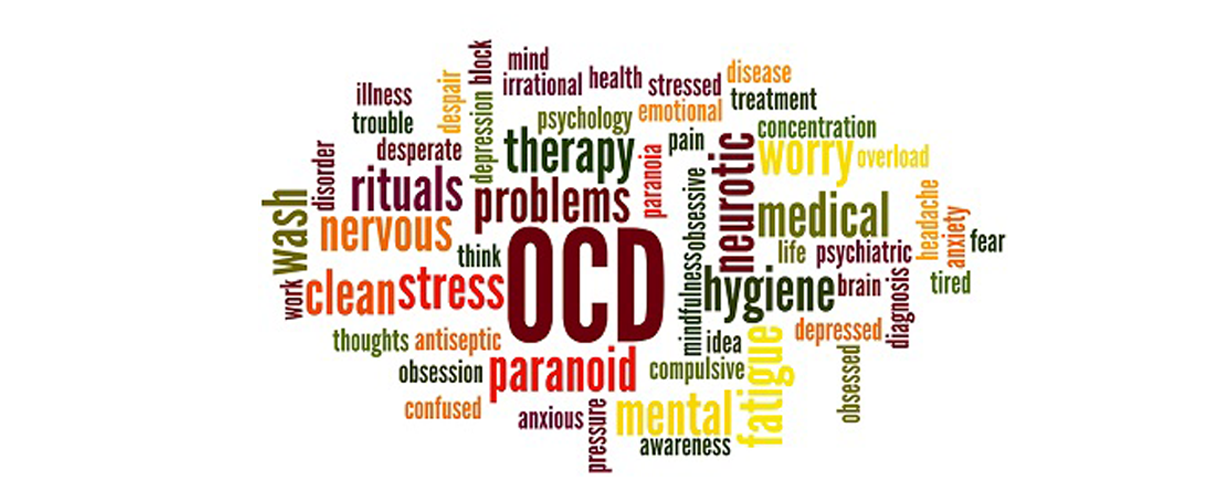 block
mind
irrational
health
stressed
disease
treatment
illness
despair
trouble
depression
psychology
emotional
concentration
desperate
therapy
paranoia
pain
neurotic
worry
overload
disorder
rituals
problems
obsessive
medical
headache
anxiety
wash
nervous
think
OCD
life
psychiatric
fear
work
clean
stress
mindfulness
hygiene
brain
diagnosis
tired
thoughts
antiseptic
idea
depressed
obsession
paranoid
compulsive
fatigue
obsessed
confused
anxious
pressure
mental
awareness